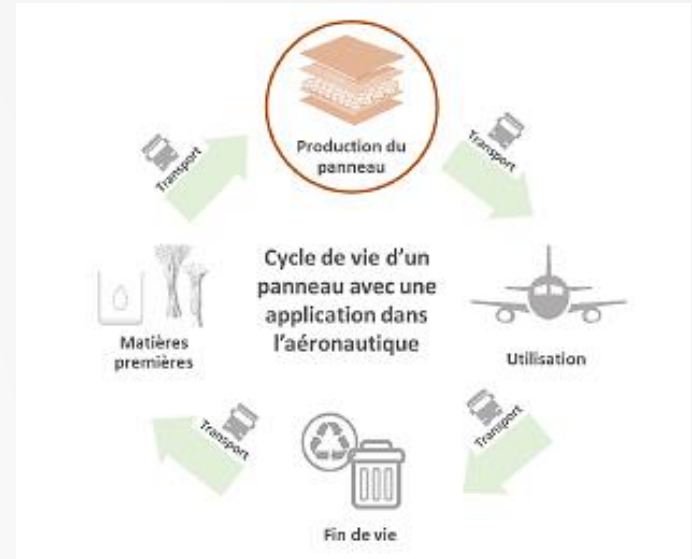 Production du
panneau
Transport
Transport
Cycle de vie d'un
panneau avec une
application dans
l'aéronautique
Matières
premières
Utilisation
Transport
Transport
Fin de vie